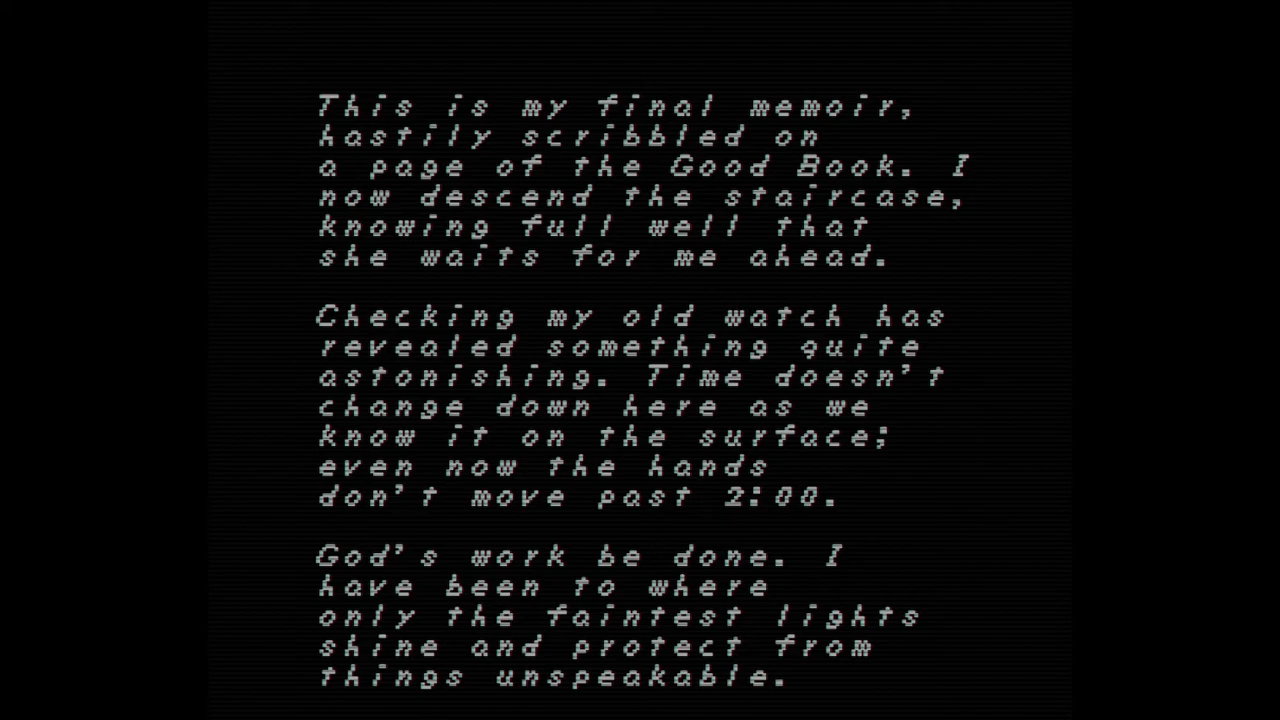 This is my final memoir,
hastily scribbled on
a page of the Good Book. I
now descend the staircase,
knowing full well that
she waits for me ahead.
Checking my old watch has
revealed something quite
astonishing. Time doesn't
change down here as we
know it on the surface;
even now the hands
don't move past 2:00.
God's work be done. I
have been to where
only the faintest lights
shine and protect from
things unspeakable.